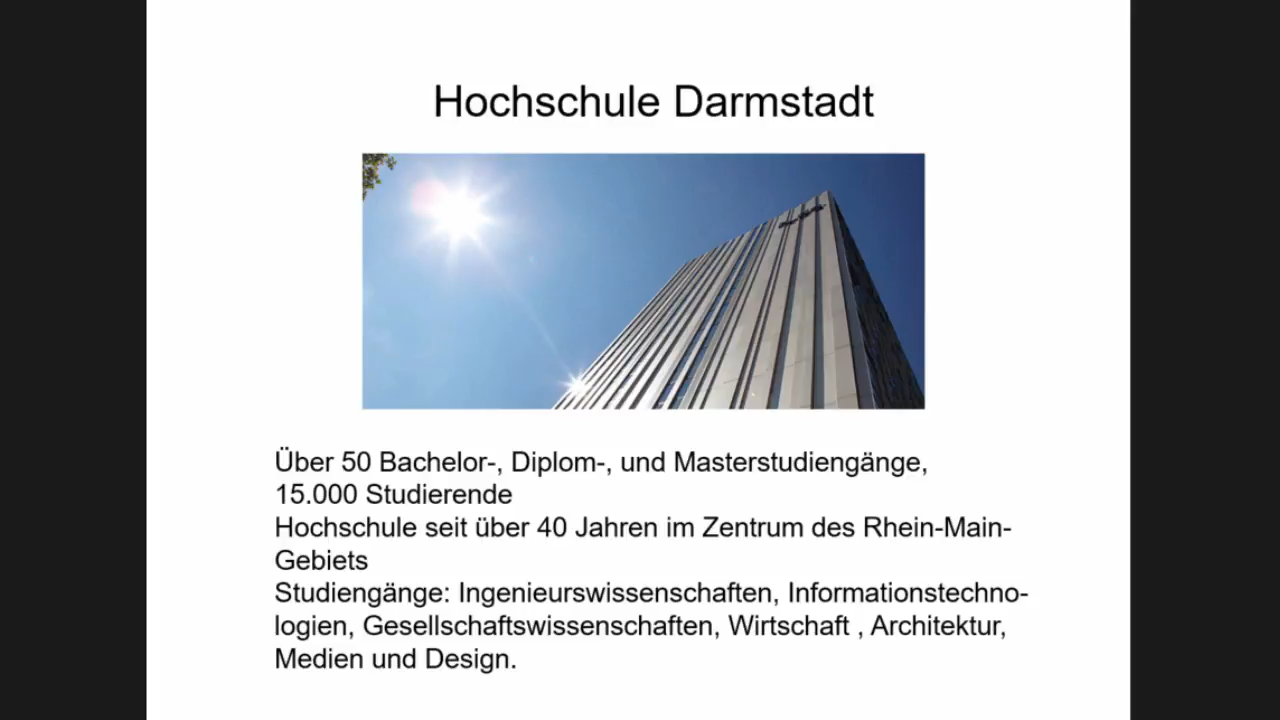 Hochschule Darmstadt
Über 50 Bachelor-, Diplom-, und Masterstudiengänge,
15.000 Studierende
Hochschule seit über 40 Jahren im Zentrum des Rhein-Main-
Gebiets
Studiengänge: Ingenieurswissenschaften, Informationstechno-
logien, Gesellschaftswissenschaften, Wirtschaft , Architektur,
Medien und Design.